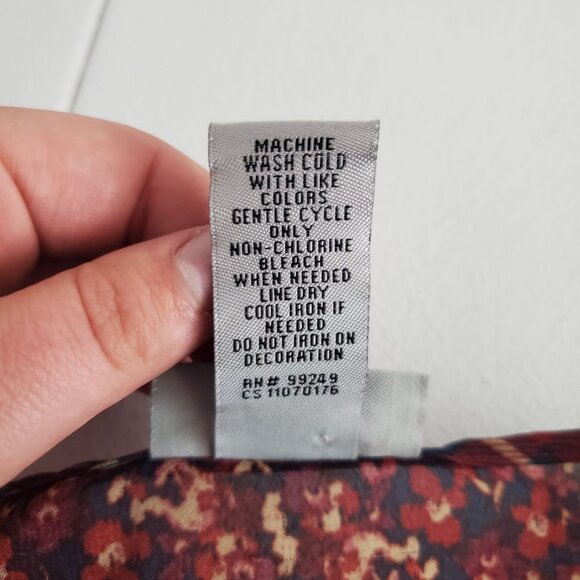 MACHINE
WASH COLD
WITH LIKE
COLORS
GENTLE CYCLE
ONLY
NON-CHLORINE
BLEACH
WHEN NEEDED
LINE DRY
COOL IRON IF
NEEDED
DO NOT IRON ON
DECORATION
RN# 99249
CS 11070176